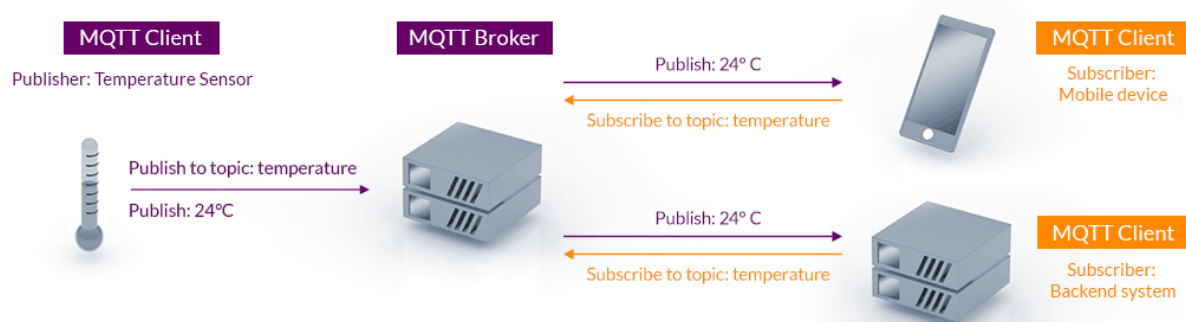 MQTT Client
Publisher: Temperature Sensor
Publish to topic: temperature
Publish: 24°C
MQTT Broker
Publish: 24° C
Subscribe to topic: temperature
MQTT Client
Subscriber:
Mobile device
Publish: 24° C
Subscribe to topic: temperature
MQTT Client
Subscriber:
Backend system